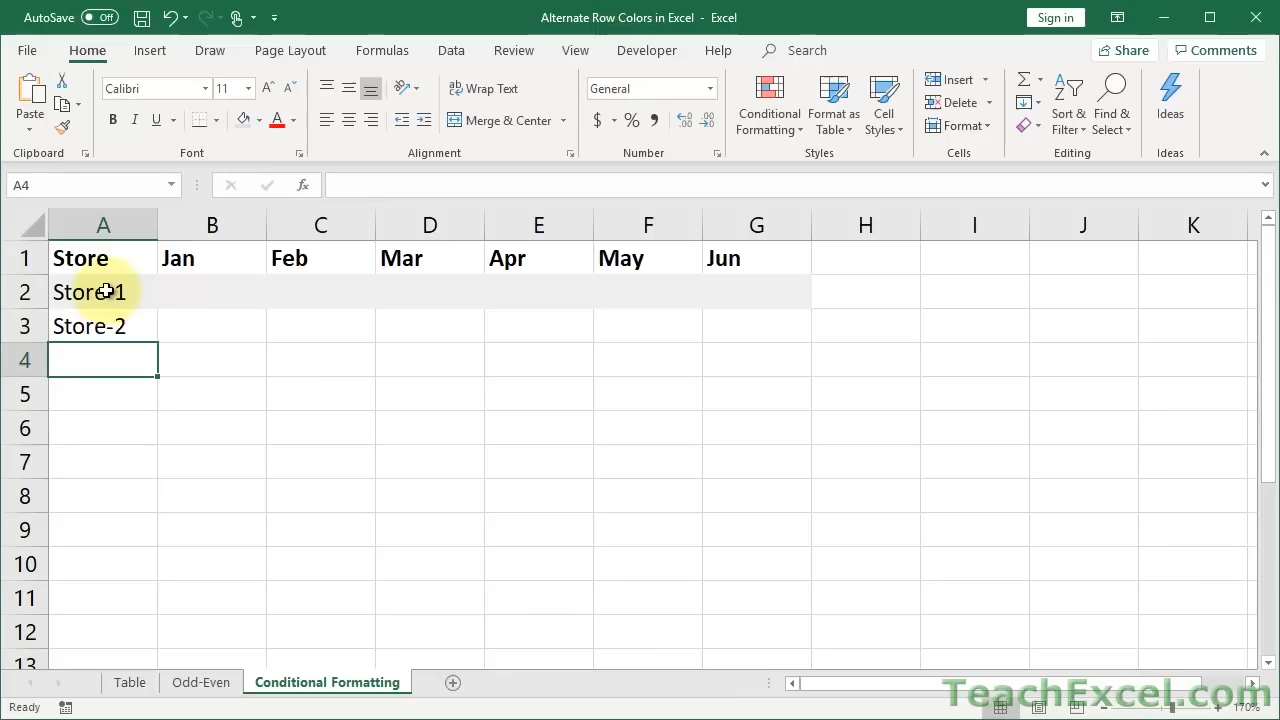 AutoSave Off
Alternate Row Colors in Excel - Excel
Sign in
File Home Insert Draw Page Layout Formulas Data Review View Developer Help Search
Share Comments
Paste
Clipboard
Calibri 11
B I U A
Font
ab Wrap Text
Merge & Center
Alignment
General
$ % 9
Number
Conditional Formatting
Format as Table
Cell Styles
Styles
Insert
Delete
Format
Cells
Sort & Filter
Find & Select
Editing
Ideas
Ideas
A4
fx
A B C D E F G H I J K
1 Store Jan Feb Mar Apr May Jun
2 Store-1
3 Store-2
4
5
6
7
8
9
10
11
12
13
Table Odd-Even Conditional Formatting
Ready
170%
TeachExcel.com